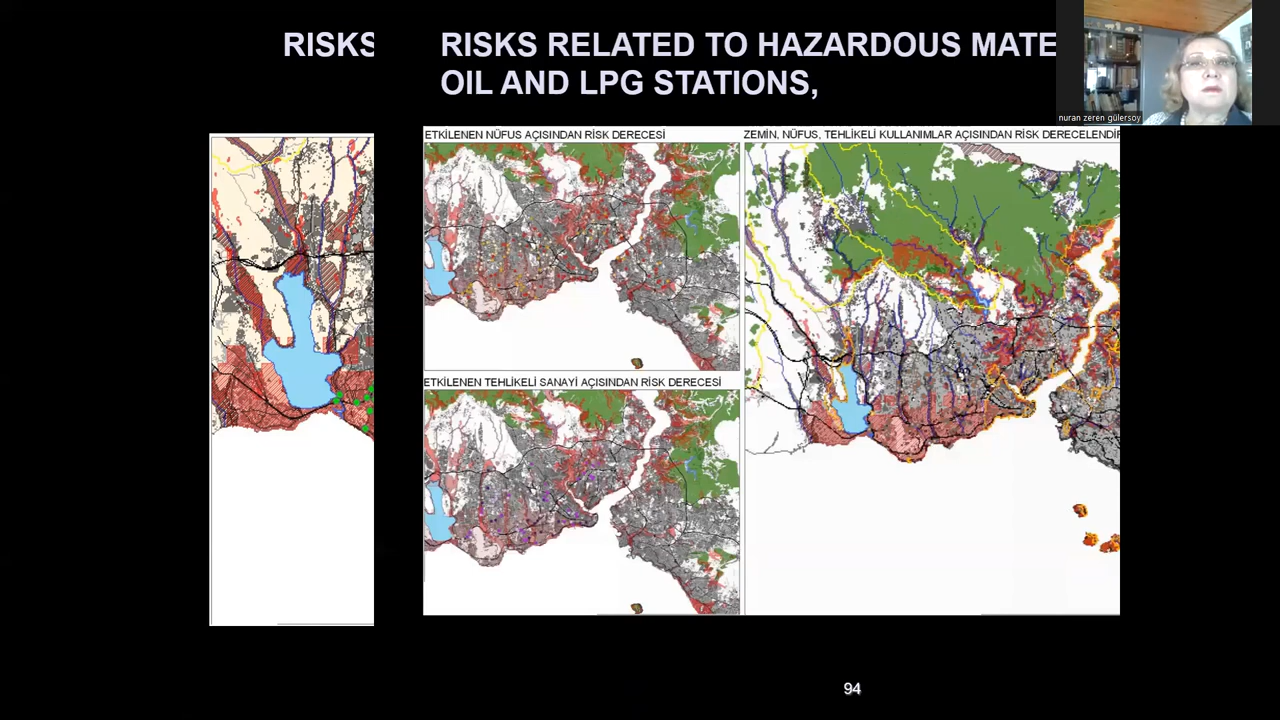 RISKS
RISKS RELATED TO HAZARDOUS MATE
OIL AND LPG STATIONS,
nuran zeren gülersoy
ETKİLENEN NÜFUS AÇISINDAN RİSK DERECESİ
ZEMİN, NÜFUS, TEHLİKELİ KULLANIMLAR AÇISINDAN RİSK DERECELENDİR
ETKİLENEN TEHLİKELİ SANAYİ AÇISINDAN RİSK DERECESİ
94